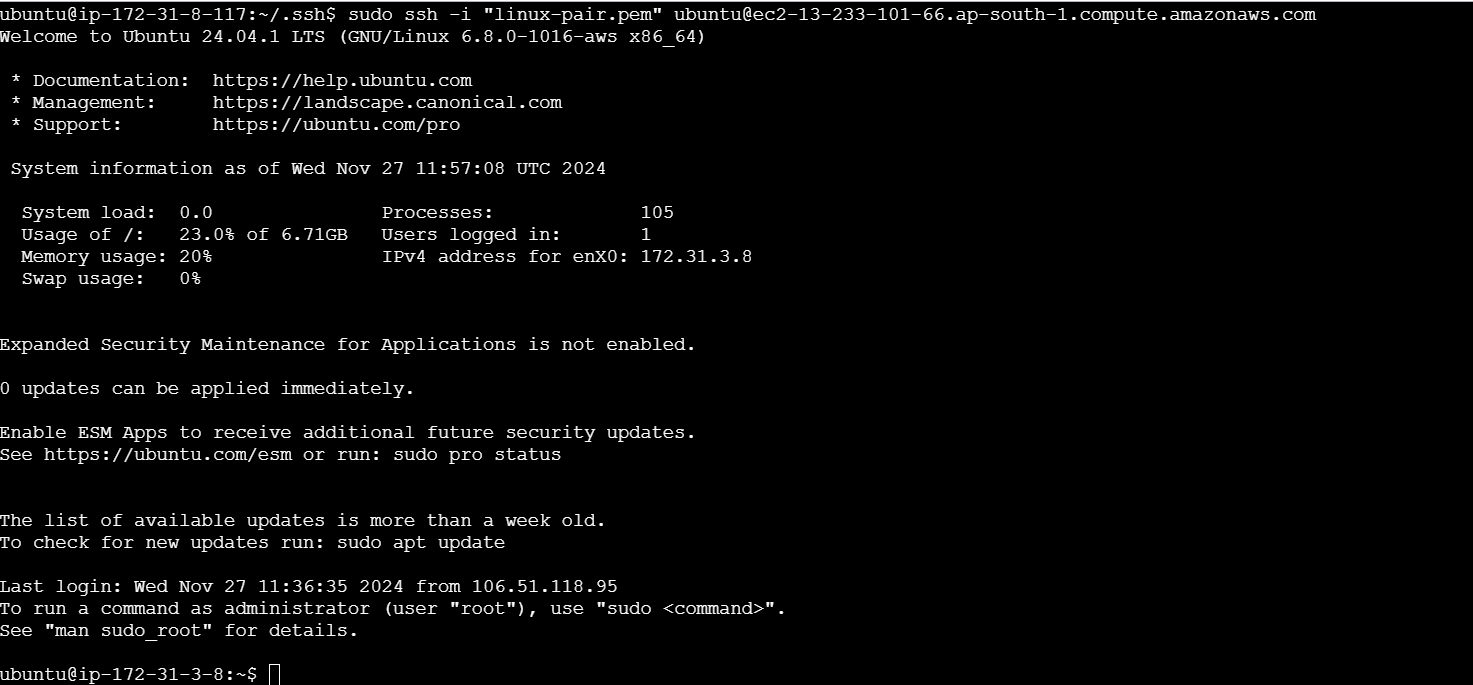 ubuntu@ip-172-31-8-117:~/.ssh$ sudo ssh -i "linux-pair.pem" ubuntu@ec2-13-233-101-66.ap-south-1.compute.amazonaws.com
Welcome to Ubuntu 24.04.1 LTS (GNU/Linux 6.8.0-1016-aws x86_64)
* Documentation:  https://help.ubuntu.com
* Management:     https://landscape.canonical.com
* Support:        https://ubuntu.com/pro
System information as of Wed Nov 27 11:57:08 UTC 2024
System load:  0.0               Processes:             105
Usage of /:   23.0% of 6.71GB   Users logged in:       1
Memory usage: 20%               IPv4 address for enX0: 172.31.3.8
Swap usage:   0%
Expanded Security Maintenance for Applications is not enabled.
0 updates can be applied immediately.
Enable ESM Apps to receive additional future security updates.
See https://ubuntu.com/esm or run: sudo pro status
The list of available updates is more than a week old.
To check for new updates run: sudo apt update
Last login: Wed Nov 27 11:36:35 2024 from 106.51.118.95
To run a command as administrator (user "root"), use "sudo <command>".
See "man sudo_root" for details.
ubuntu@ip-172-31-3-8:~$